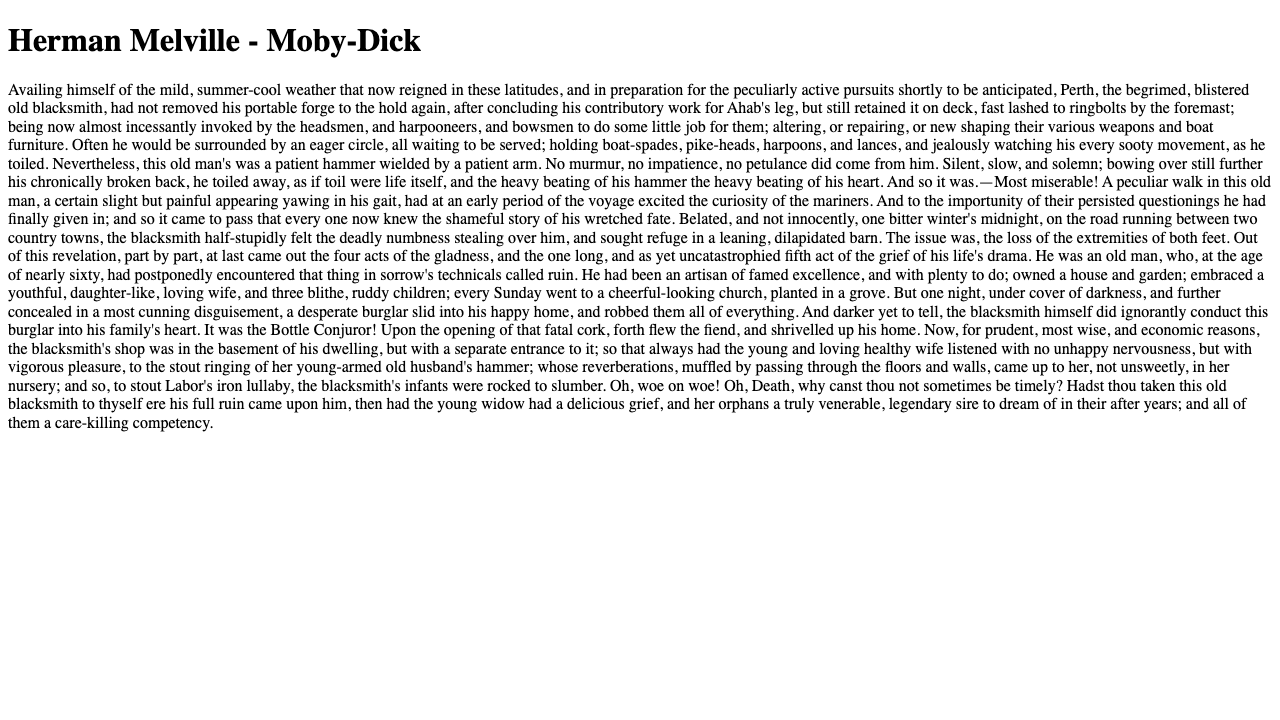 Herman Melville - Moby-Dick
Availing himself of the mild, summer-cool weather that now reigned in these latitudes, and in preparation for the peculiarly active pursuits shortly to be anticipated, Perth, the begrimed, blistered
old blacksmith, had not removed his portable forge to the hold again, after concluding his contributory work for Ahab's leg, but still retained it on deck, fast lashed to ringbolts by the foremast;
being now almost incessantly invoked by the headsmen, and harpooneers, and bowsmen to do some little job for them; altering, or repairing, or new shaping their various weapons and boat
furniture. Often he would be surrounded by an eager circle, all waiting to be served; holding boat-spades, pike-heads, harpoons, and lances, and jealously watching his every sooty movement, as he
toiled. Nevertheless, this old man's was a patient hammer wielded by a patient arm. No murmur, no impatience, no petulance did come from him. Silent, slow, and solemn; bowing over still further
his chronically broken back, he toiled away, as if toil were life itself, and the heavy beating of his hammer the heavy beating of his heart. And so it was.—Most miserable! A peculiar walk in this old
man, a certain slight but painful appearing yawing in his gait, had at an early period of the voyage excited the curiosity of the mariners. And to the importunity of their persisted questionings he had
finally given in; and so it came to pass that every one now knew the shameful story of his wretched fate. Belated, and not innocently, one bitter winter's midnight, on the road running between two
country towns, the blacksmith half-stupidly felt the deadly numbness stealing over him, and sought refuge in a leaning, dilapidated barn. The issue was, the loss of the extremities of both feet. Out
of this revelation, part by part, at last came out the four acts of the gladness, and the one long, and as yet uncatastrophied fifth act of the grief of his life's drama. He was an old man, who, at the age
of nearly sixty, had postponedly encountered that thing in sorrow's technicals called ruin. He had been an artisan of famed excellence, and with plenty to do; owned a house and garden; embraced a
youthful, daughter-like, loving wife, and three blithe, ruddy children; every Sunday went to a cheerful-looking church, planted in a grove. But one night, under cover of darkness, and further
concealed in a most cunning disguisement, a desperate burglar slid into his happy home, and robbed them all of everything. And darker yet to tell, the blacksmith himself did ignorantly conduct this
burglar into his family's heart. It was the Bottle Conjuror! Upon the opening of that fatal cork, forth flew the fiend, and shrivelled up his home. Now, for prudent, most wise, and economic reasons,
the blacksmith's shop was in the basement of his dwelling, but with a separate entrance to it; so that always had the young and loving healthy wife listened with no unhappy nervousness, but with
vigorous pleasure, to the stout ringing of her young-armed old husband's hammer; whose reverberations, muffled by passing through the floors and walls, came up to her, not unsweetly, in her
nursery; and so, to stout Labor's iron lullaby, the blacksmith's infants were rocked to slumber. Oh, woe on woe! Oh, Death, why canst thou not sometimes be timely? Hadst thou taken this old
blacksmith to thyself ere his full ruin came upon him, then had the young widow had a delicious grief, and her orphans a truly venerable, legendary sire to dream of in their after years; and all of
them a care-killing competency.